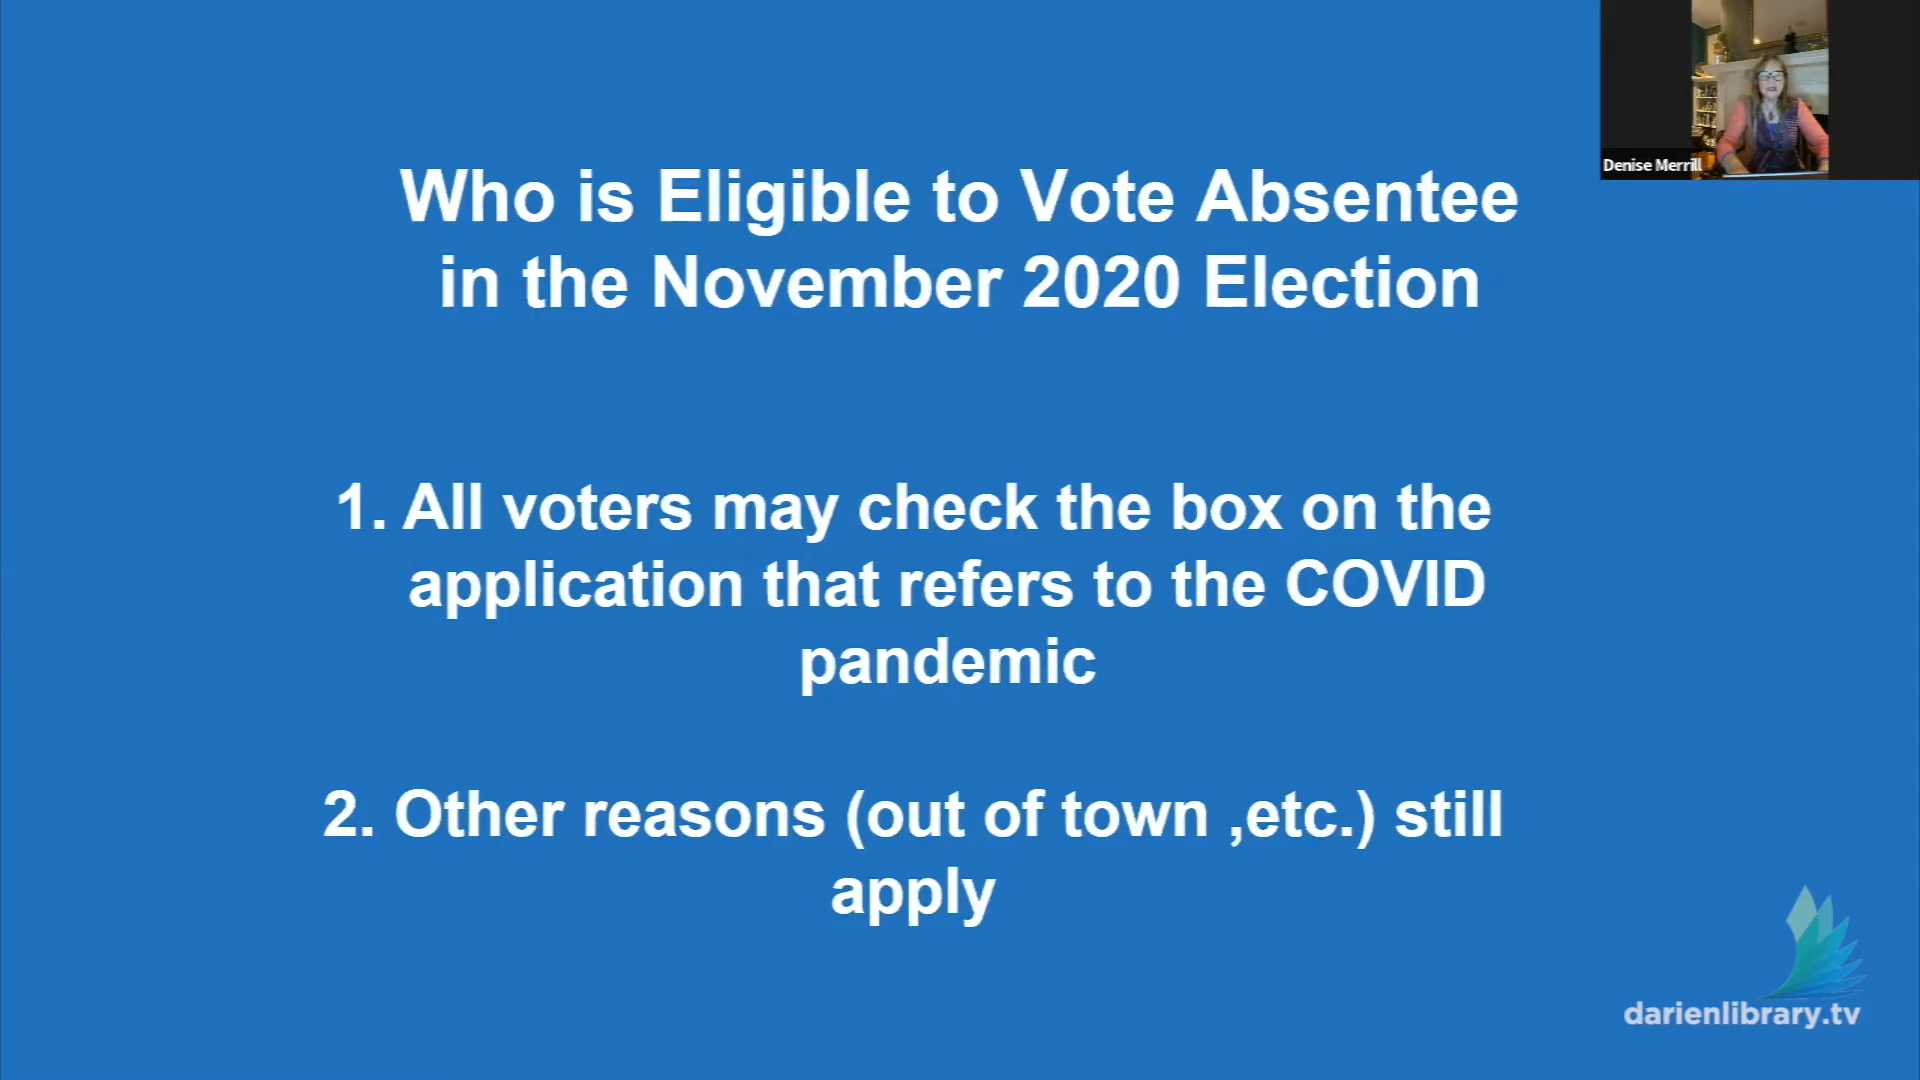 Denise Merrill
Who is Eligible to Vote Absentee
in the November 2020 Election
1. All voters may check the box on the
application that refers to the COVID
pandemic
2. Other reasons (out of town ,etc.) still
apply
darienlibrary.tv